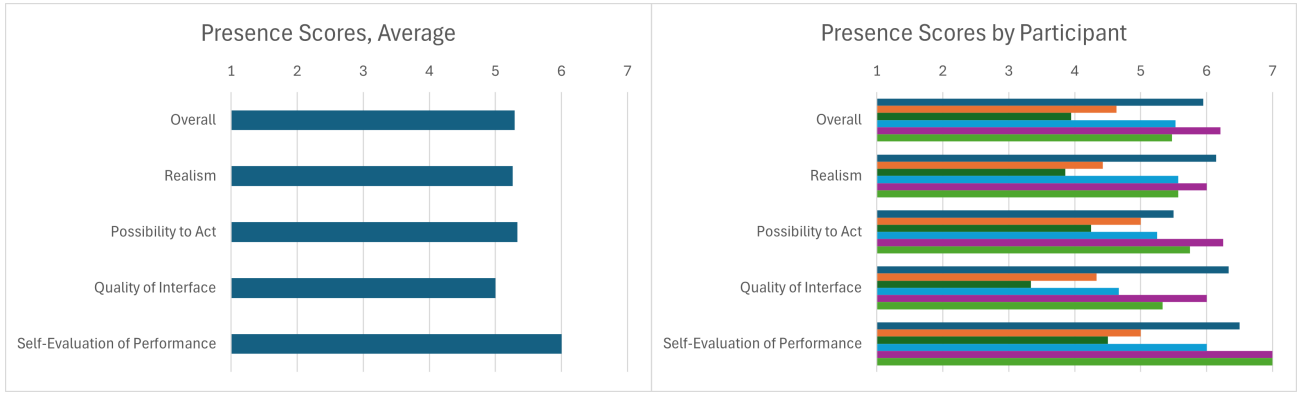 Presence Scores, Average
1 2 3 4 5 6 7
Overall
Realism
Possibility to Act
Quality of Interface
Self-Evaluation of Performance
Presence Scores by Participant
1 2 3 4 5 6 7
Overall
Realism
Possibility to Act
Quality of Interface
Self-Evaluation of Performance